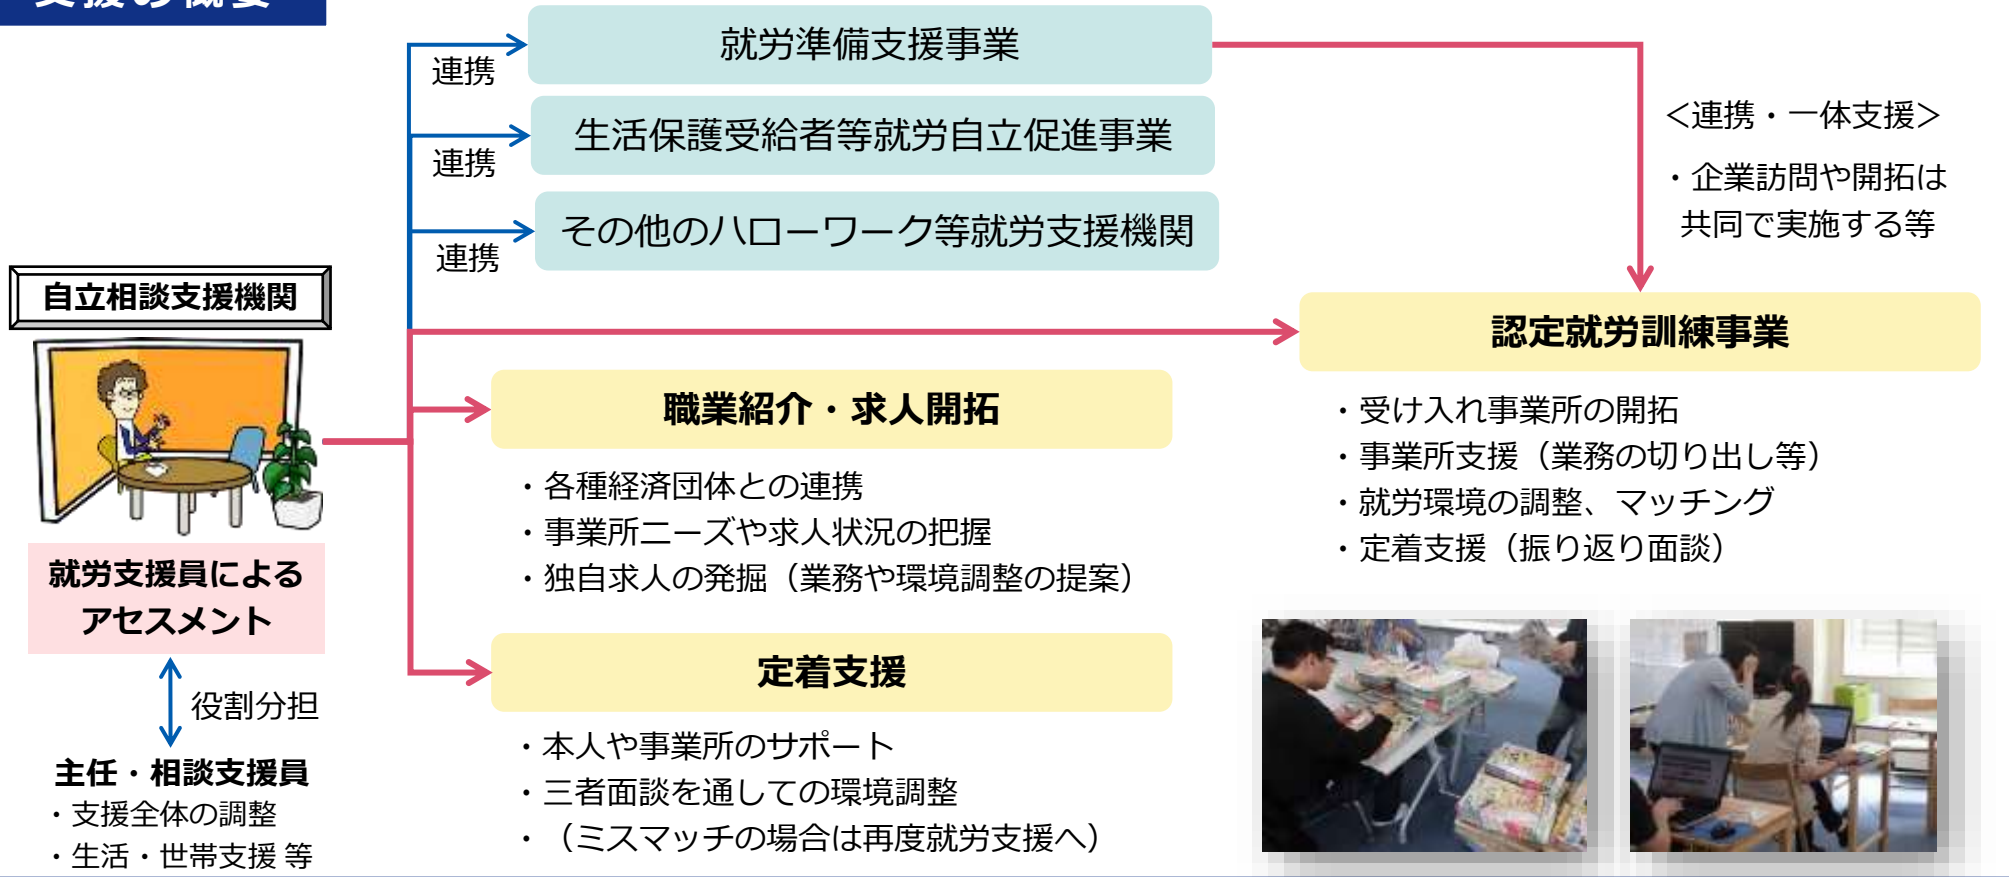 支援の概要
就労準備支援事業
連携
生活保護受給者等就労自立促進事業
連携
その他のハローワーク等就労支援機関
連携
<連携・一体支援>
・企業訪問や開拓は
共同で実施する等
自立相談支援機関
就労支援員による
アセスメント
役割分担
主任・相談支援員
・支援全体の調整
・生活・世帯支援 等
職業紹介・求人開拓
・各種経済団体との連携
・事業所ニーズや求人状況の把握
・独自求人の発掘（業務や環境調整の提案）
定着支援
・本人や事業所のサポート
・三者面談を通しての環境調整
・（ミスマッチの場合は再度就労支援へ）
認定就労訓練事業
・受け入れ事業所の開拓
・事業所支援（業務の切り出し等）
・就労環境の調整、マッチング
・定着支援（振り返り面談）